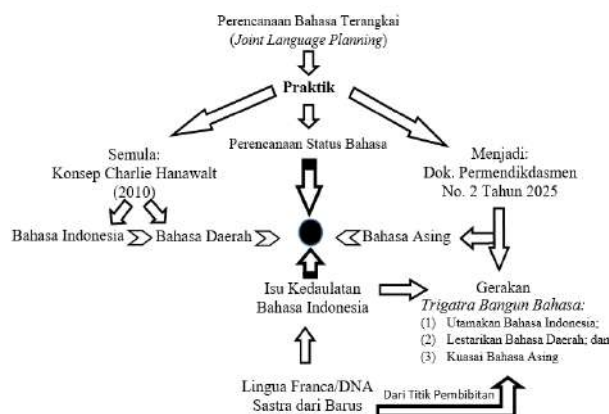 Perencanaan Bahasa Terangkai
(Joint Language Planning)
Praktik
Perencanaan Status Bahasa
Semula:
Konsep Charlie Hanawalt
(2010)
Menjadi:
Dok. Permendikdasmen
No. 2 Tahun 2025
Bahasa Indonesia
Bahasa Daerah
Bahasa Asing
Isu Kedaulatan
Bahasa Indonesia
Gerakan
Trigatra Bangun Bahasa:
(1) Utamakan Bahasa Indonesia;
(2) Lestarikan Bahasa Daerah; dan
(3) Kuasai Bahasa Asing
Lingua Franca/DNA
Sastra dari Barus
Dari Titik Pembibitan